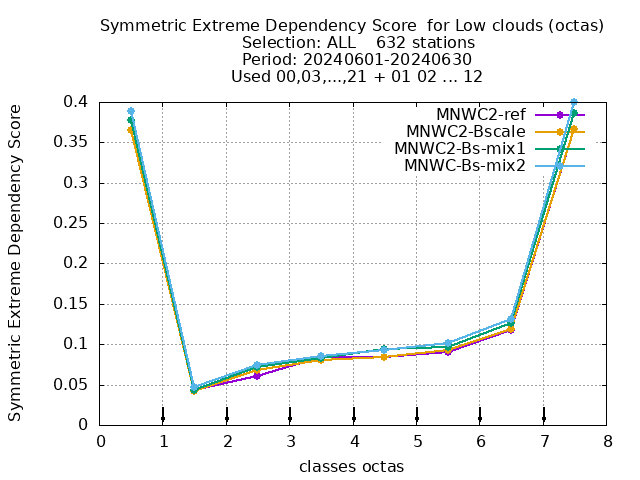 Symmetric Extreme Dependency Score  for Low clouds (octas)
Selection: ALL    632 stations
Period: 20240601-20240630
Used 00,03,...,21 + 01 02 ... 12
Symmetric Extreme Dependency Score
0.4
0.35
0.3
0.25
0.2
0.15
0.1
0.05
0
MNWC2-ref
MNWC2-Bscale
MNWC2-Bs-mix1
MNWC-Bs-mix2
0 1 2 3 4 5 6 7 8
classes octas